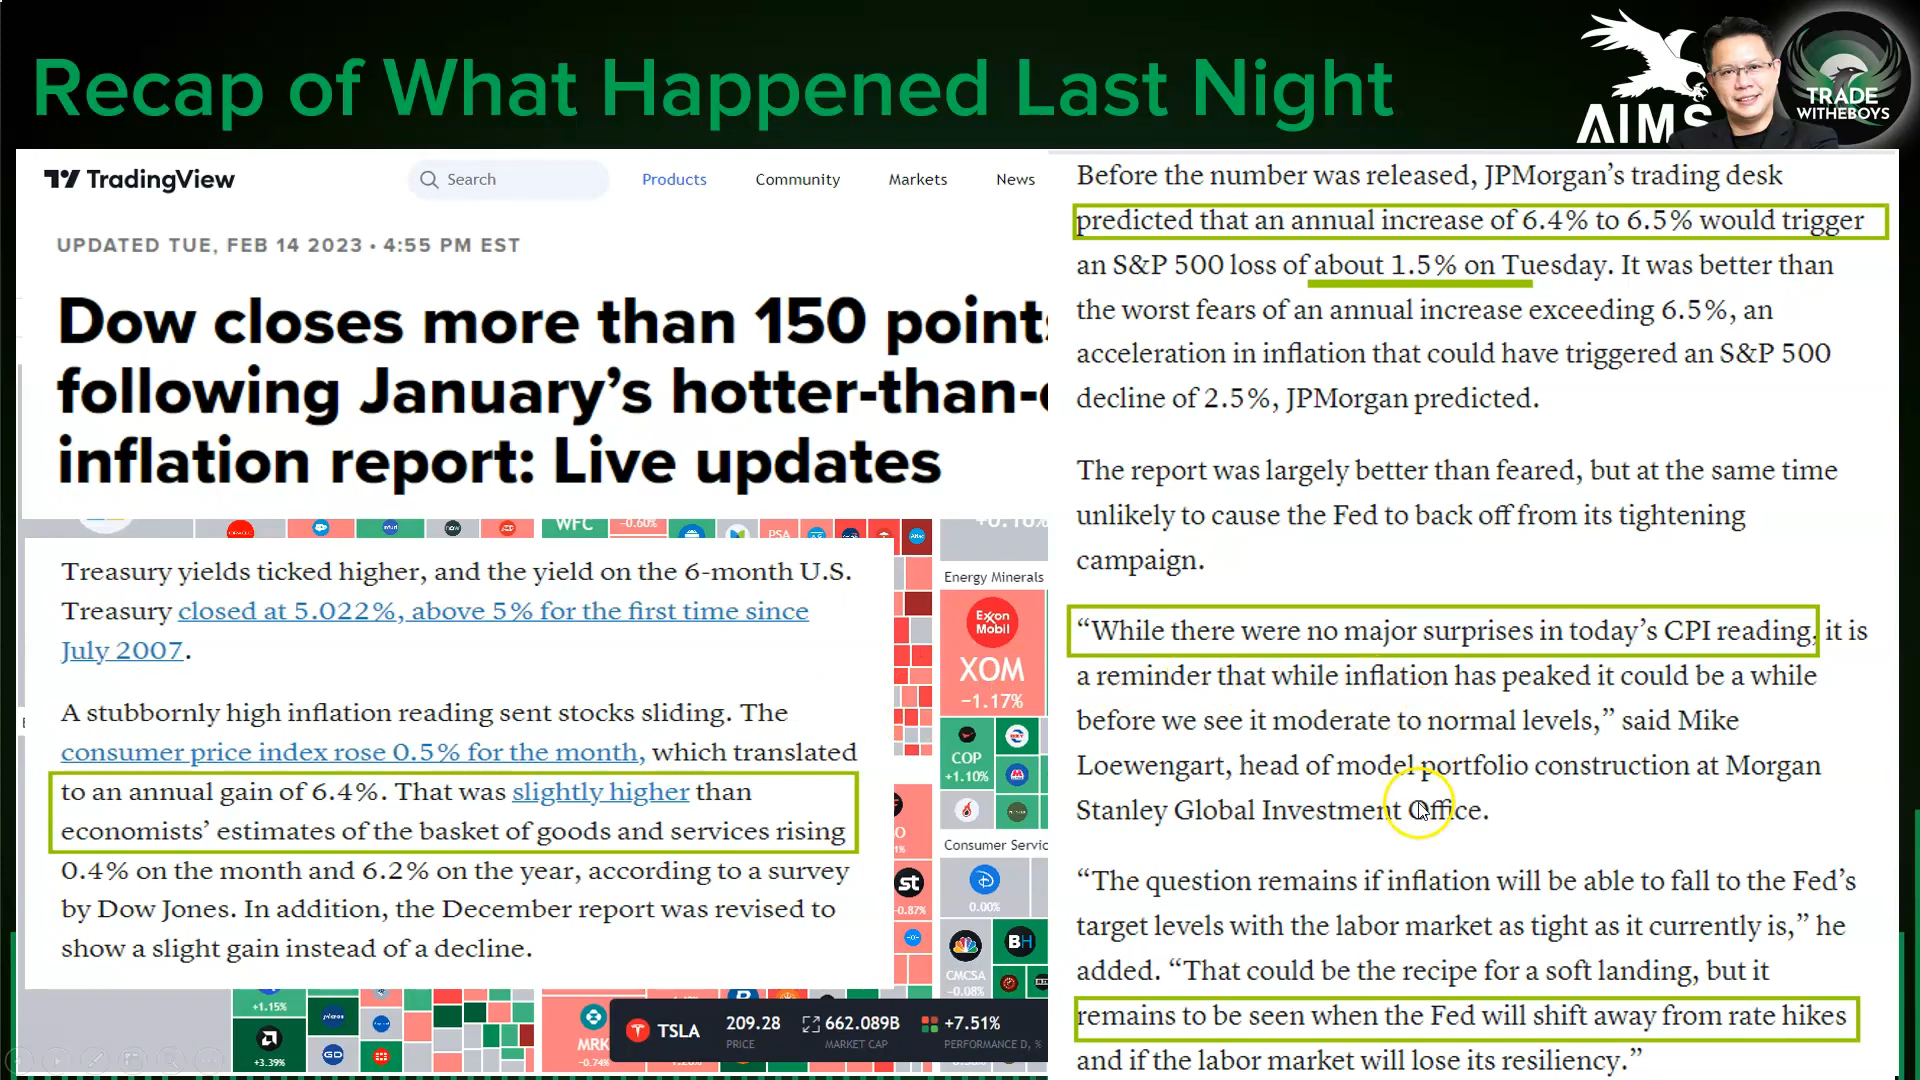 Recap of What Happened Last Night
AIMS
TRADE
WITHEBOYS
TradingView
Search
Products
Community
Markets
News
UPDATED TUE, FEB 14 2023 • 4:55 PM EST
Dow closes more than 150 points
following January’s hotter-than-
inflation report: Live updates
WFC
-0.60%
PSA
Treasury yields ticked higher, and the yield on the 6-month U.S.
Treasury closed at 5.022%, above 5% for the first time since
July 2007.
A stubbornly high inflation reading sent stocks sliding. The
consumer price index rose 0.5% for the month, which translated
to an annual gain of 6.4%. That was slightly higher than
economists’ estimates of the basket of goods and services rising
0.4% on the month and 6.2% on the year, according to a survey
by Dow Jones. In addition, the December report was revised to
show a slight gain instead of a decline.
Energy Minerals
Exxon
Mobil
XOM
−1.17%
COP
+1.10%
Consumer Servic
st
-0.87%
0.00%
BH
CMCSA
-0.08%
+1.15%
+3.39%
GD
MRK
-0.74%
TSLA
209.28
PRICE
662.089B
MARKET CAP
+7.51%
PERFORMANCE D, %
Before the number was released, JPMorgan’s trading desk
predicted that an annual increase of 6.4% to 6.5% would trigger
an S&P 500 loss of about 1.5% on Tuesday. It was better than
the worst fears of an annual increase exceeding 6.5%, an
acceleration in inflation that could have triggered an S&P 500
decline of 2.5%, JPMorgan predicted.
The report was largely better than feared, but at the same time
unlikely to cause the Fed to back off from its tightening
campaign.
“While there were no major surprises in today’s CPI reading, it is
a reminder that while inflation has peaked it could be a while
before we see it moderate to normal levels,” said Mike
Loewengart, head of model portfolio construction at Morgan
Stanley Global Investment Office.
“The question remains if inflation will be able to fall to the Fed’s
target levels with the labor market as tight as it currently is,” he
added. “That could be the recipe for a soft landing, but it
remains to be seen when the Fed will shift away from rate hikes
and if the labor market will lose its resiliency.”